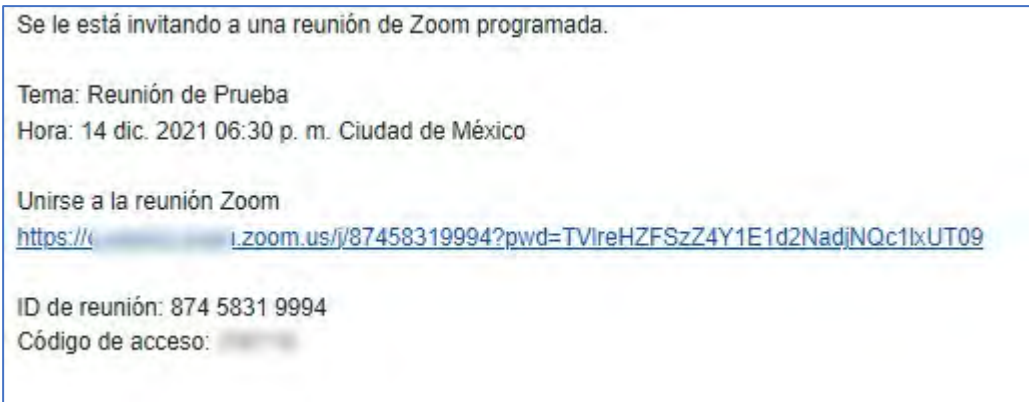 Se le está invitando a una reunión de Zoom programada.
Tema: Reunión de Prueba
Hora: 14 dic. 2021 06:30 p. m. Ciudad de México
Unirse a la reunión Zoom
https:// .zoom.us/j/87458319994?pwd=TVlreHZFSzZ4Y1E1d2NadjNQc1lxUT09
ID de reunión: 874 5831 9994
Código de acceso: